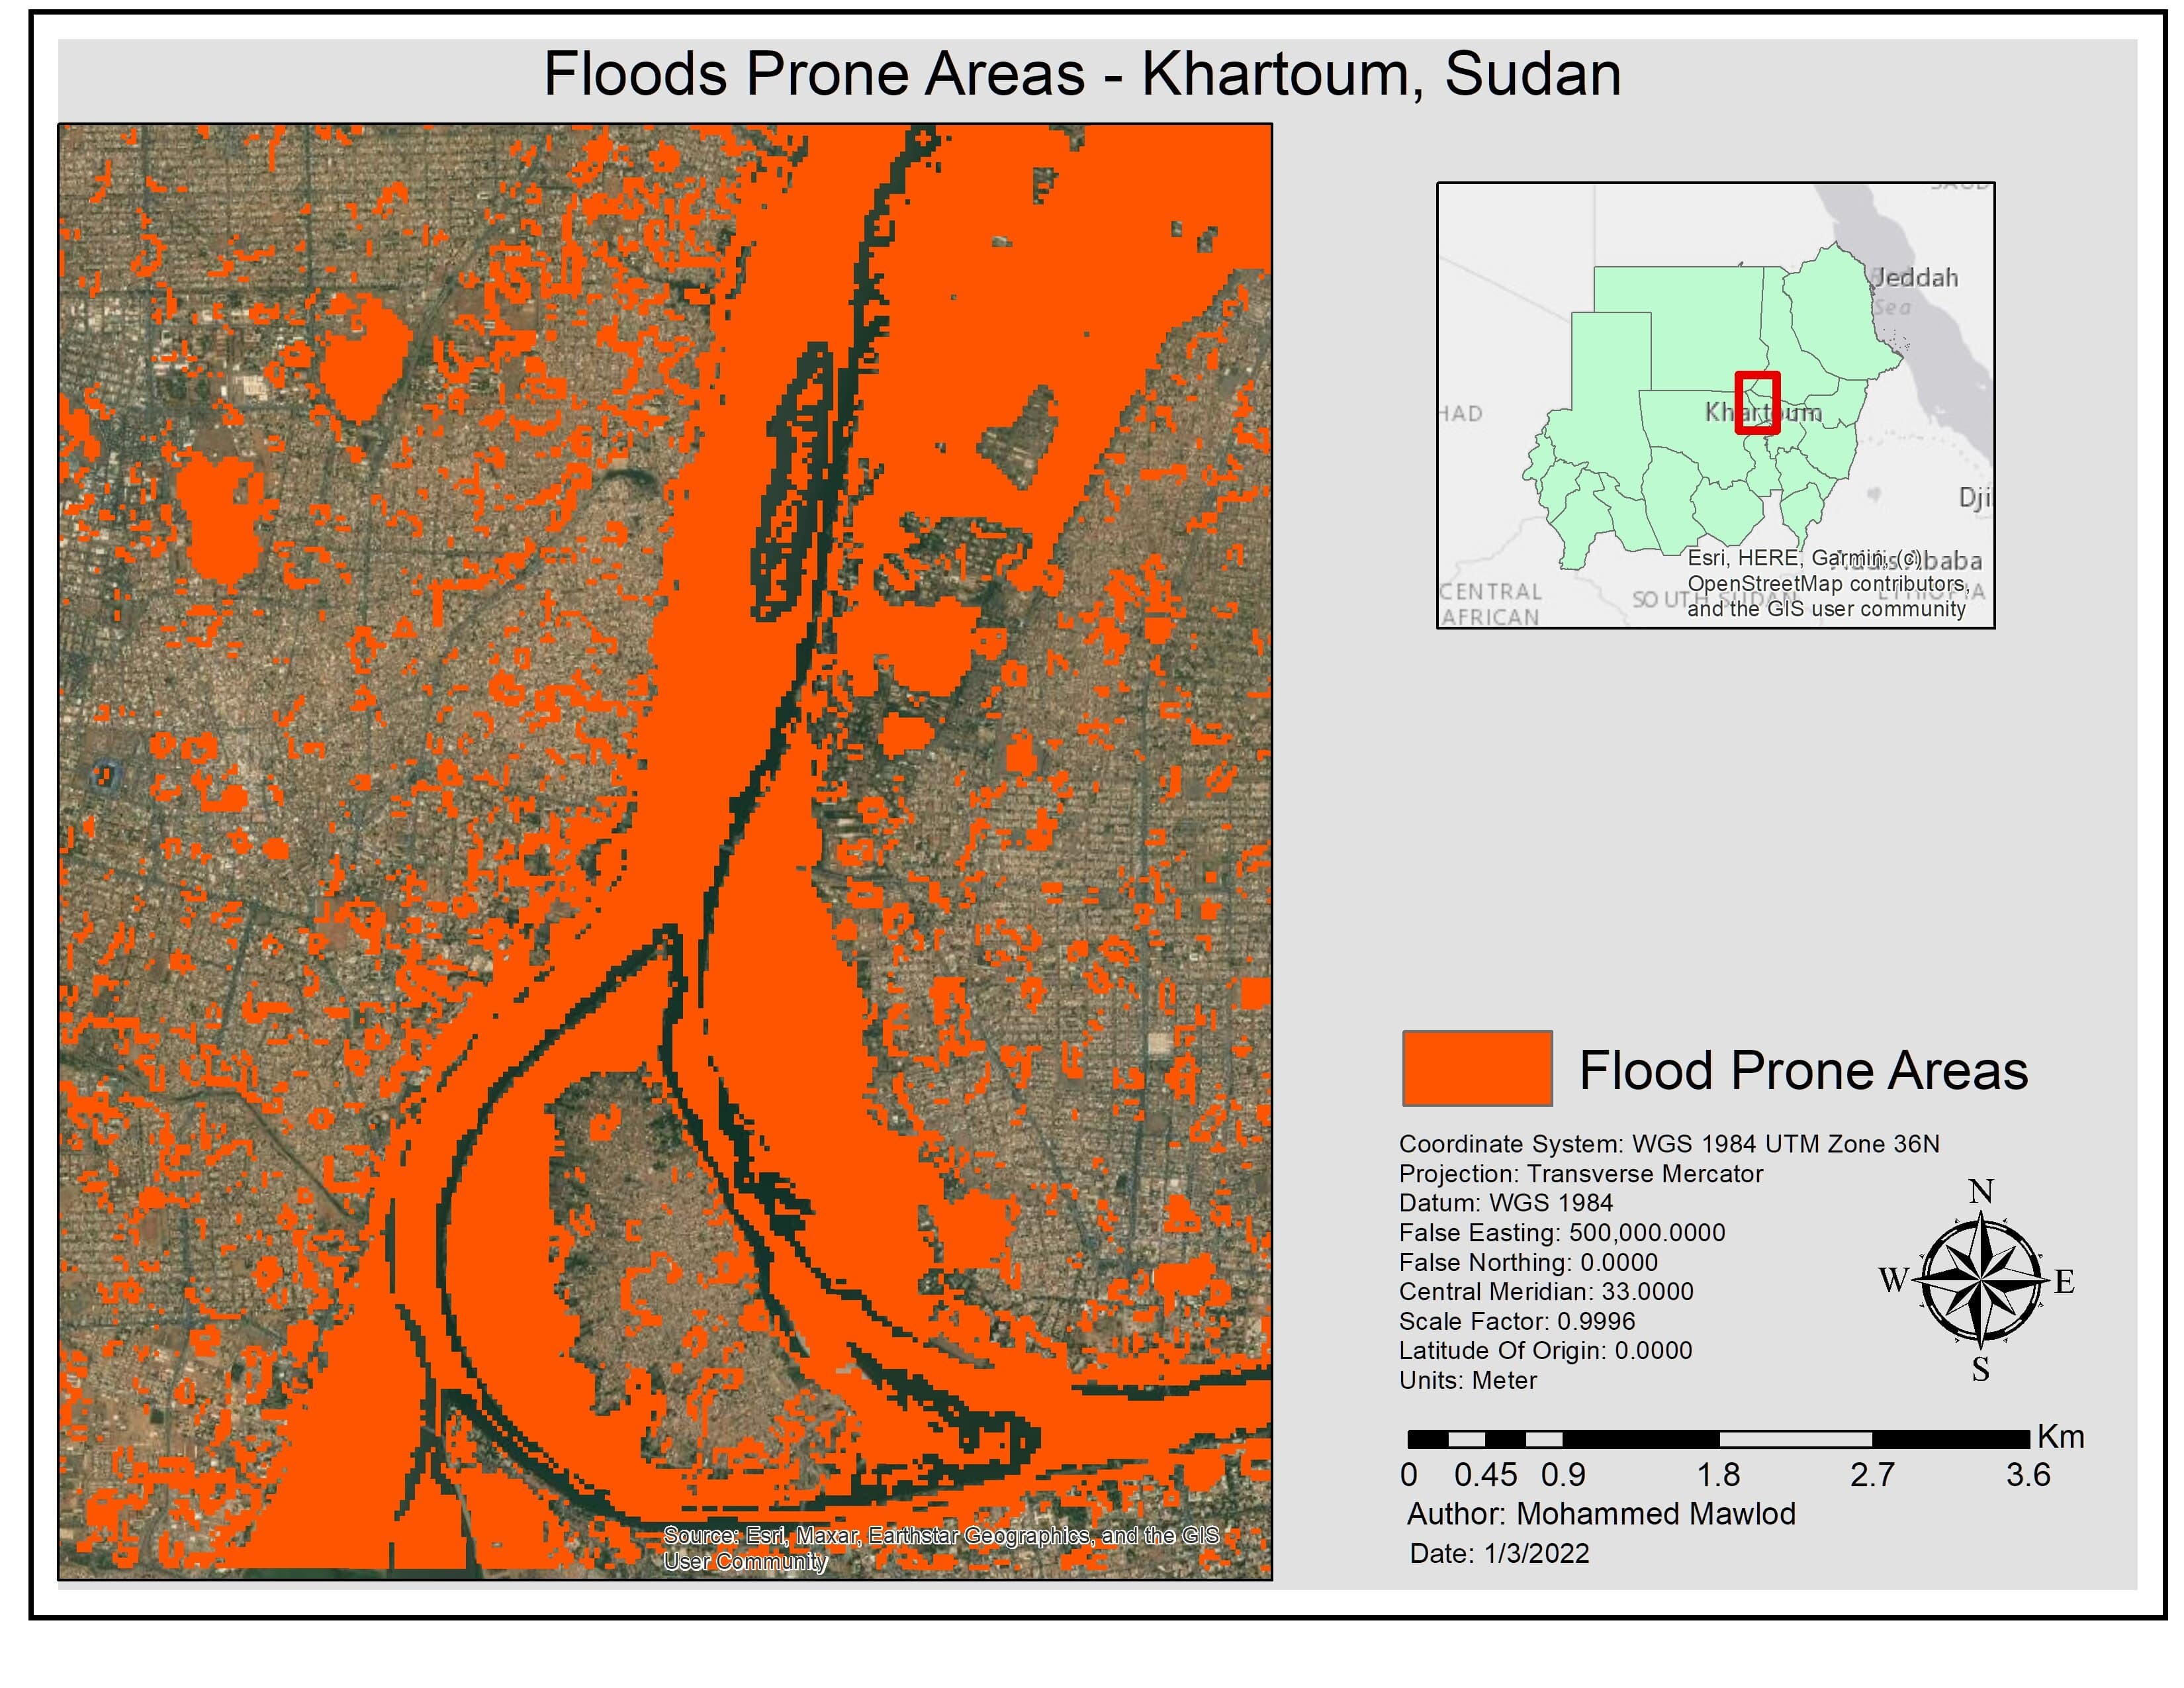 Floods Prone Areas - Khartoum, Sudan
Jeddah
Sea
Khartoum
HAD
Dji
Esri, HERE, Garmin, (c)
OpenStreetMap contributors,
and the GIS user community
CENTRAL
AFRICAN
SOUTH SUDAN
Flood Prone Areas
Coordinate System: WGS 1984 UTM Zone 36N
Projection: Transverse Mercator
Datum: WGS 1984
False Easting: 500,000.0000
False Northing: 0.0000
Central Meridian: 33.0000
Scale Factor: 0.9996
Latitude Of Origin: 0.0000
Units: Meter
N
W E
S
Km
0 0.45 0.9 1.8 2.7 3.6
Author: Mohammed Mawlod
Date: 1/3/2022
Source: Esri, Maxar, Earthstar Geographics, and the GIS
User Community